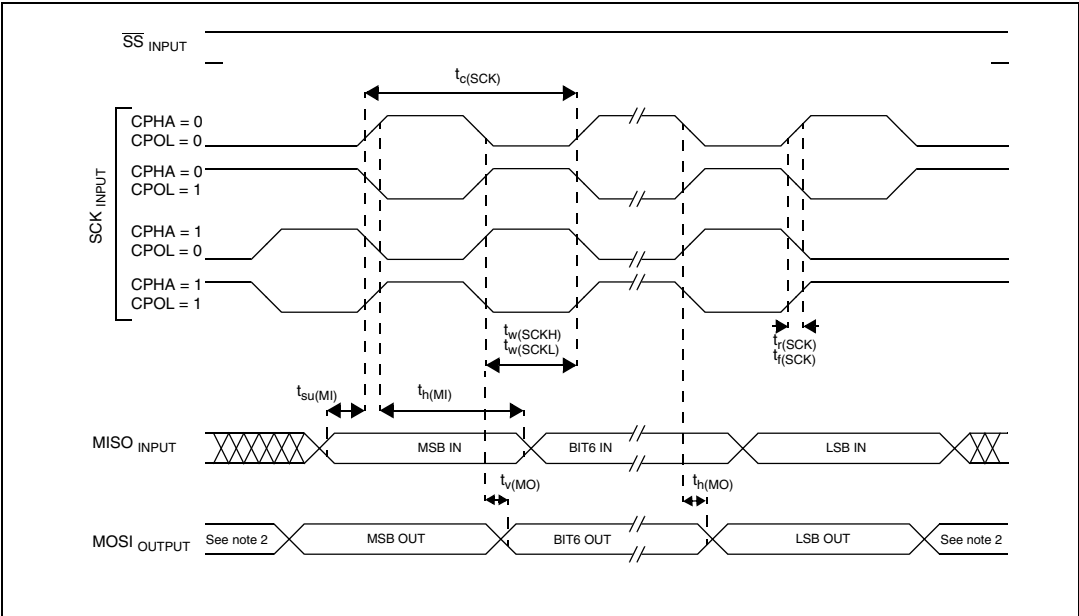 SS INPUT
tc(SCK)
SCK INPUT
CPHA = 0
CPOL = 0
CPHA = 0
CPOL = 1
CPHA = 1
CPOL = 0
CPHA = 1
CPOL = 1
tw(SCKH)
tw(SCKL)
tr(SCK)
tf(SCK)
tsu(MI)
th(MI)
MISO INPUT
MSB IN
BIT6 IN
LSB IN
tv(MO)
th(MO)
MOSI OUTPUT
See note 2
MSB OUT
BIT6 OUT
LSB OUT
See note 2